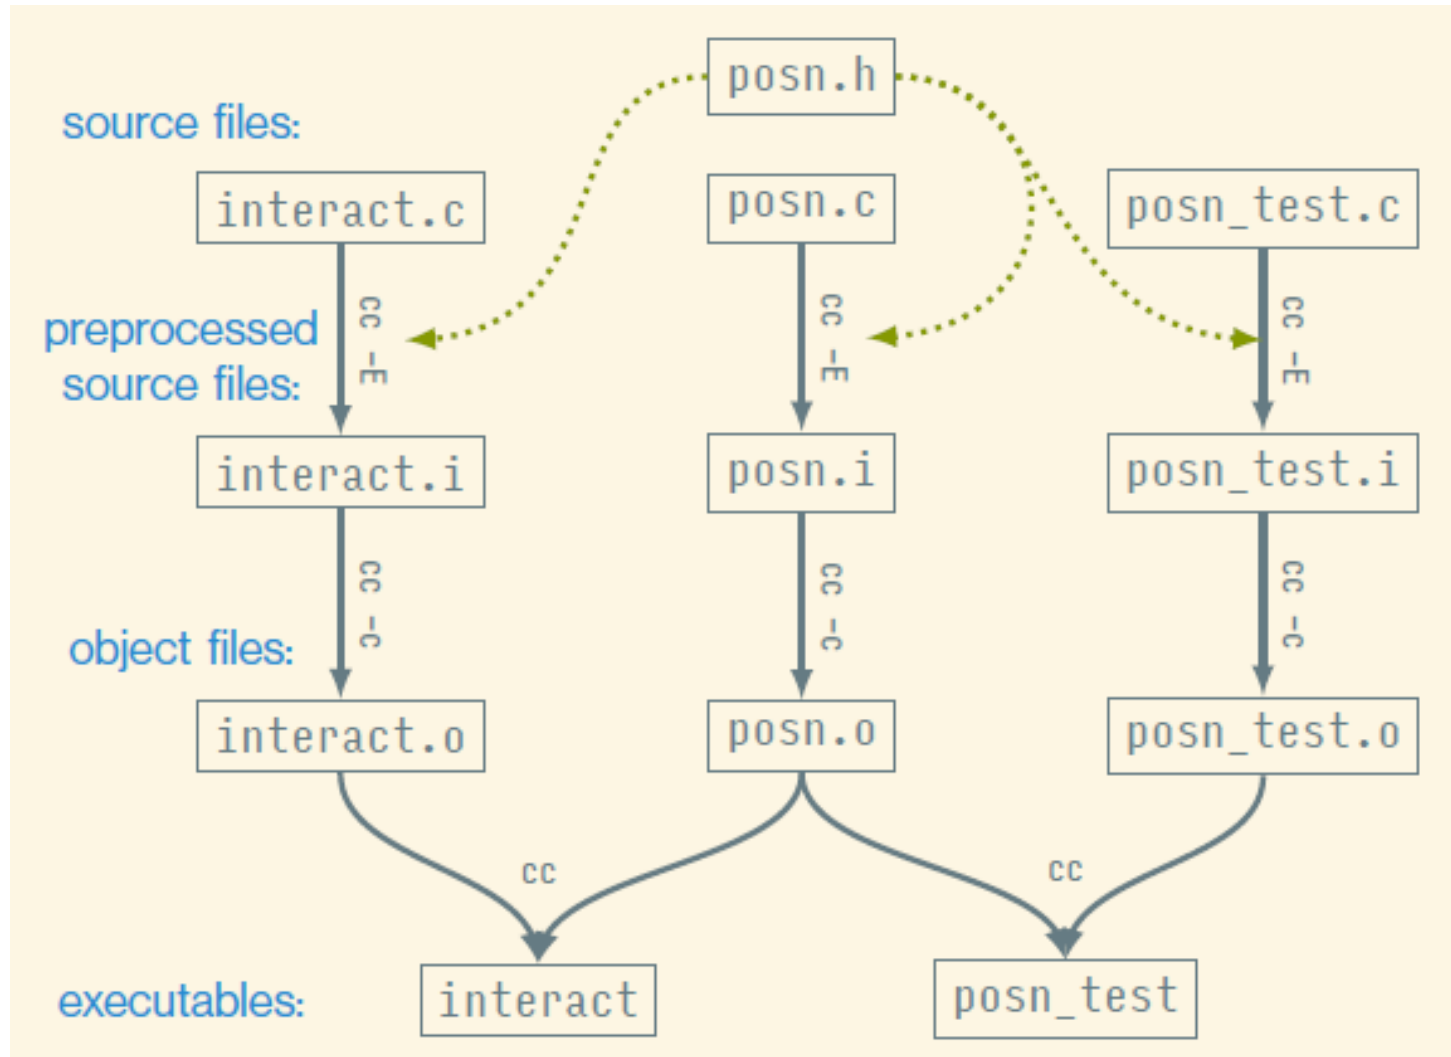 posn.h
source files:
interact.c
posn.c
posn_test.c
cc -E
cc -E
cc -E
preprocessed
source files:
interact.i
posn.i
posn_test.i
cc -c
cc -c
cc -c
object files:
interact.o
posn.o
posn_test.o
cc
cc
executables:
interact
posn_test